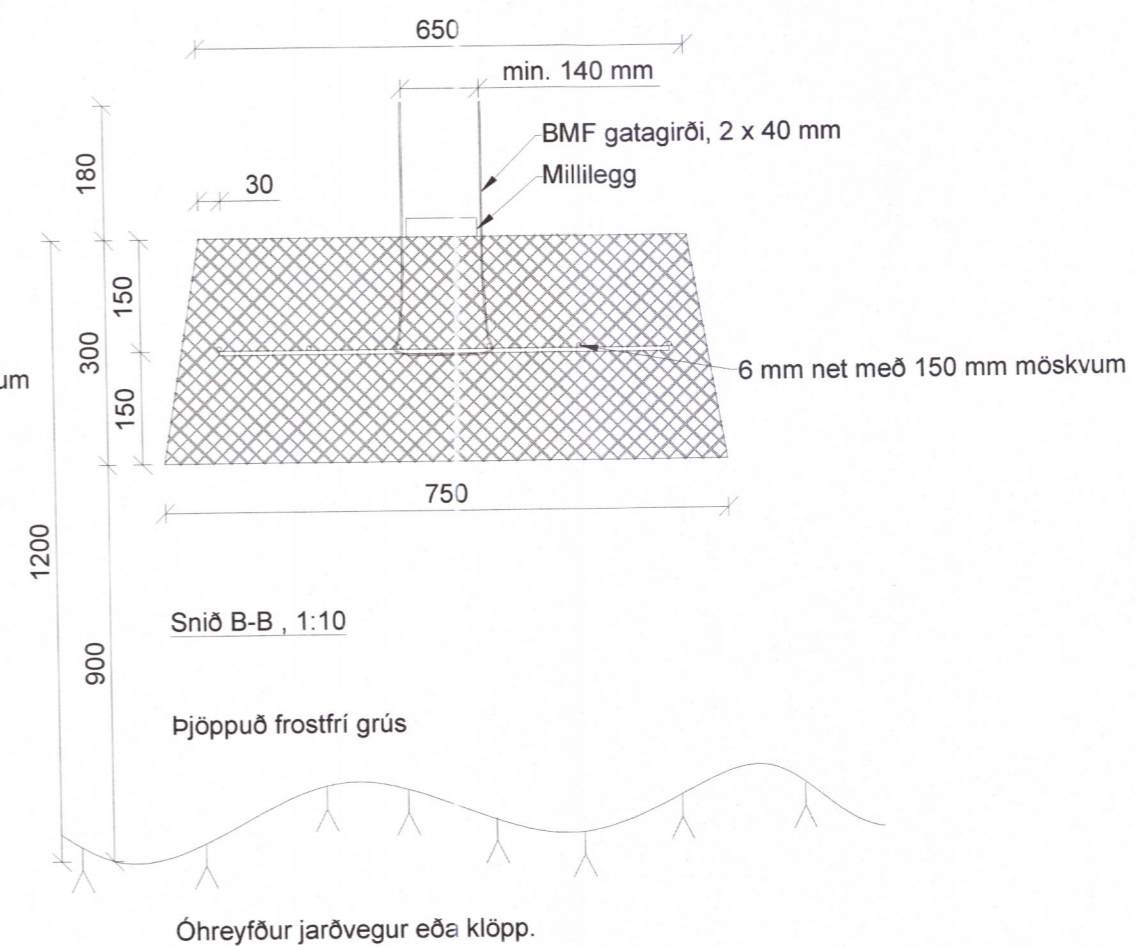 650
min. 140 mm
BMF gatagirði, 2 x 40 mm
Millilegg
180
30
150
300
150
um
6 mm net með 150 mm möskvum
750
1200
900
Snið B-B , 1:10
Þjöppuð frostfrí grús
Óhreyfður jarðvegur eða klöpp.